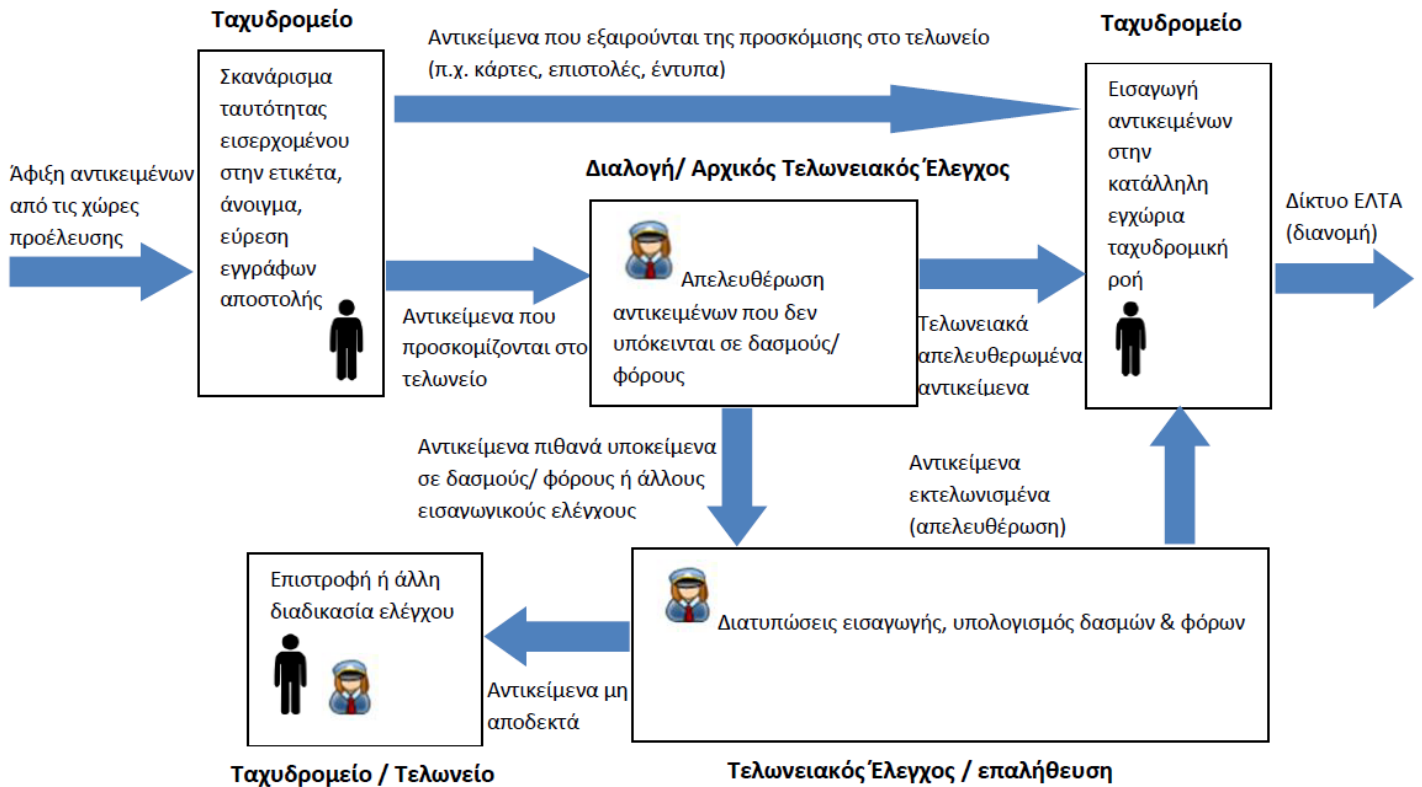 Ταχυδρομείο
Ταχυδρομείο
Αντικείμενα που εξαιρούνται της προσκόμισης στο τελωνείο
(π.χ. κάρτες, επιστολές, έντυπα)
Σκανάρισμα
ταυτότητας
εισερχομένου
στην ετικέτα,
άνοιγμα,
εύρεση
εγγράφων
αποστολής
Άφιξη αντικειμένων
από τις χώρες
προέλευσης
Αντικείμενα που
προσκομίζονται στο
τελωνείο
Διαλογή/ Αρχικός Τελωνειακός Έλεγχος
Απελευθέρωση
αντικειμένων που δεν
υπόκεινται σε δασμούς/
φόρους
Τελωνειακά
απελευθερωμένα
αντικείμενα
Εισαγωγή
αντικειμένων
στην
κατάλληλη
εγχώρια
ταχυδρομική
ροή
Δίκτυο ΕΛΤΑ
(διανομή)
Αντικείμενα πιθανά υποκείμενα
σε δασμούς/ φόρους ή άλλους
εισαγωγικούς ελέγχους
Αντικείμενα
εκτελωνισμένα
(απελευθέρωση)
Επιστροφή ή άλλη
διαδικασία ελέγχου
Αντικείμενα μη
αποδεκτά
Διατυπώσεις εισαγωγής, υπολογισμός δασμών & φόρων
Ταχυδρομείο / Τελωνείο
Τελωνειακός Έλεγχος / επαλήθευση